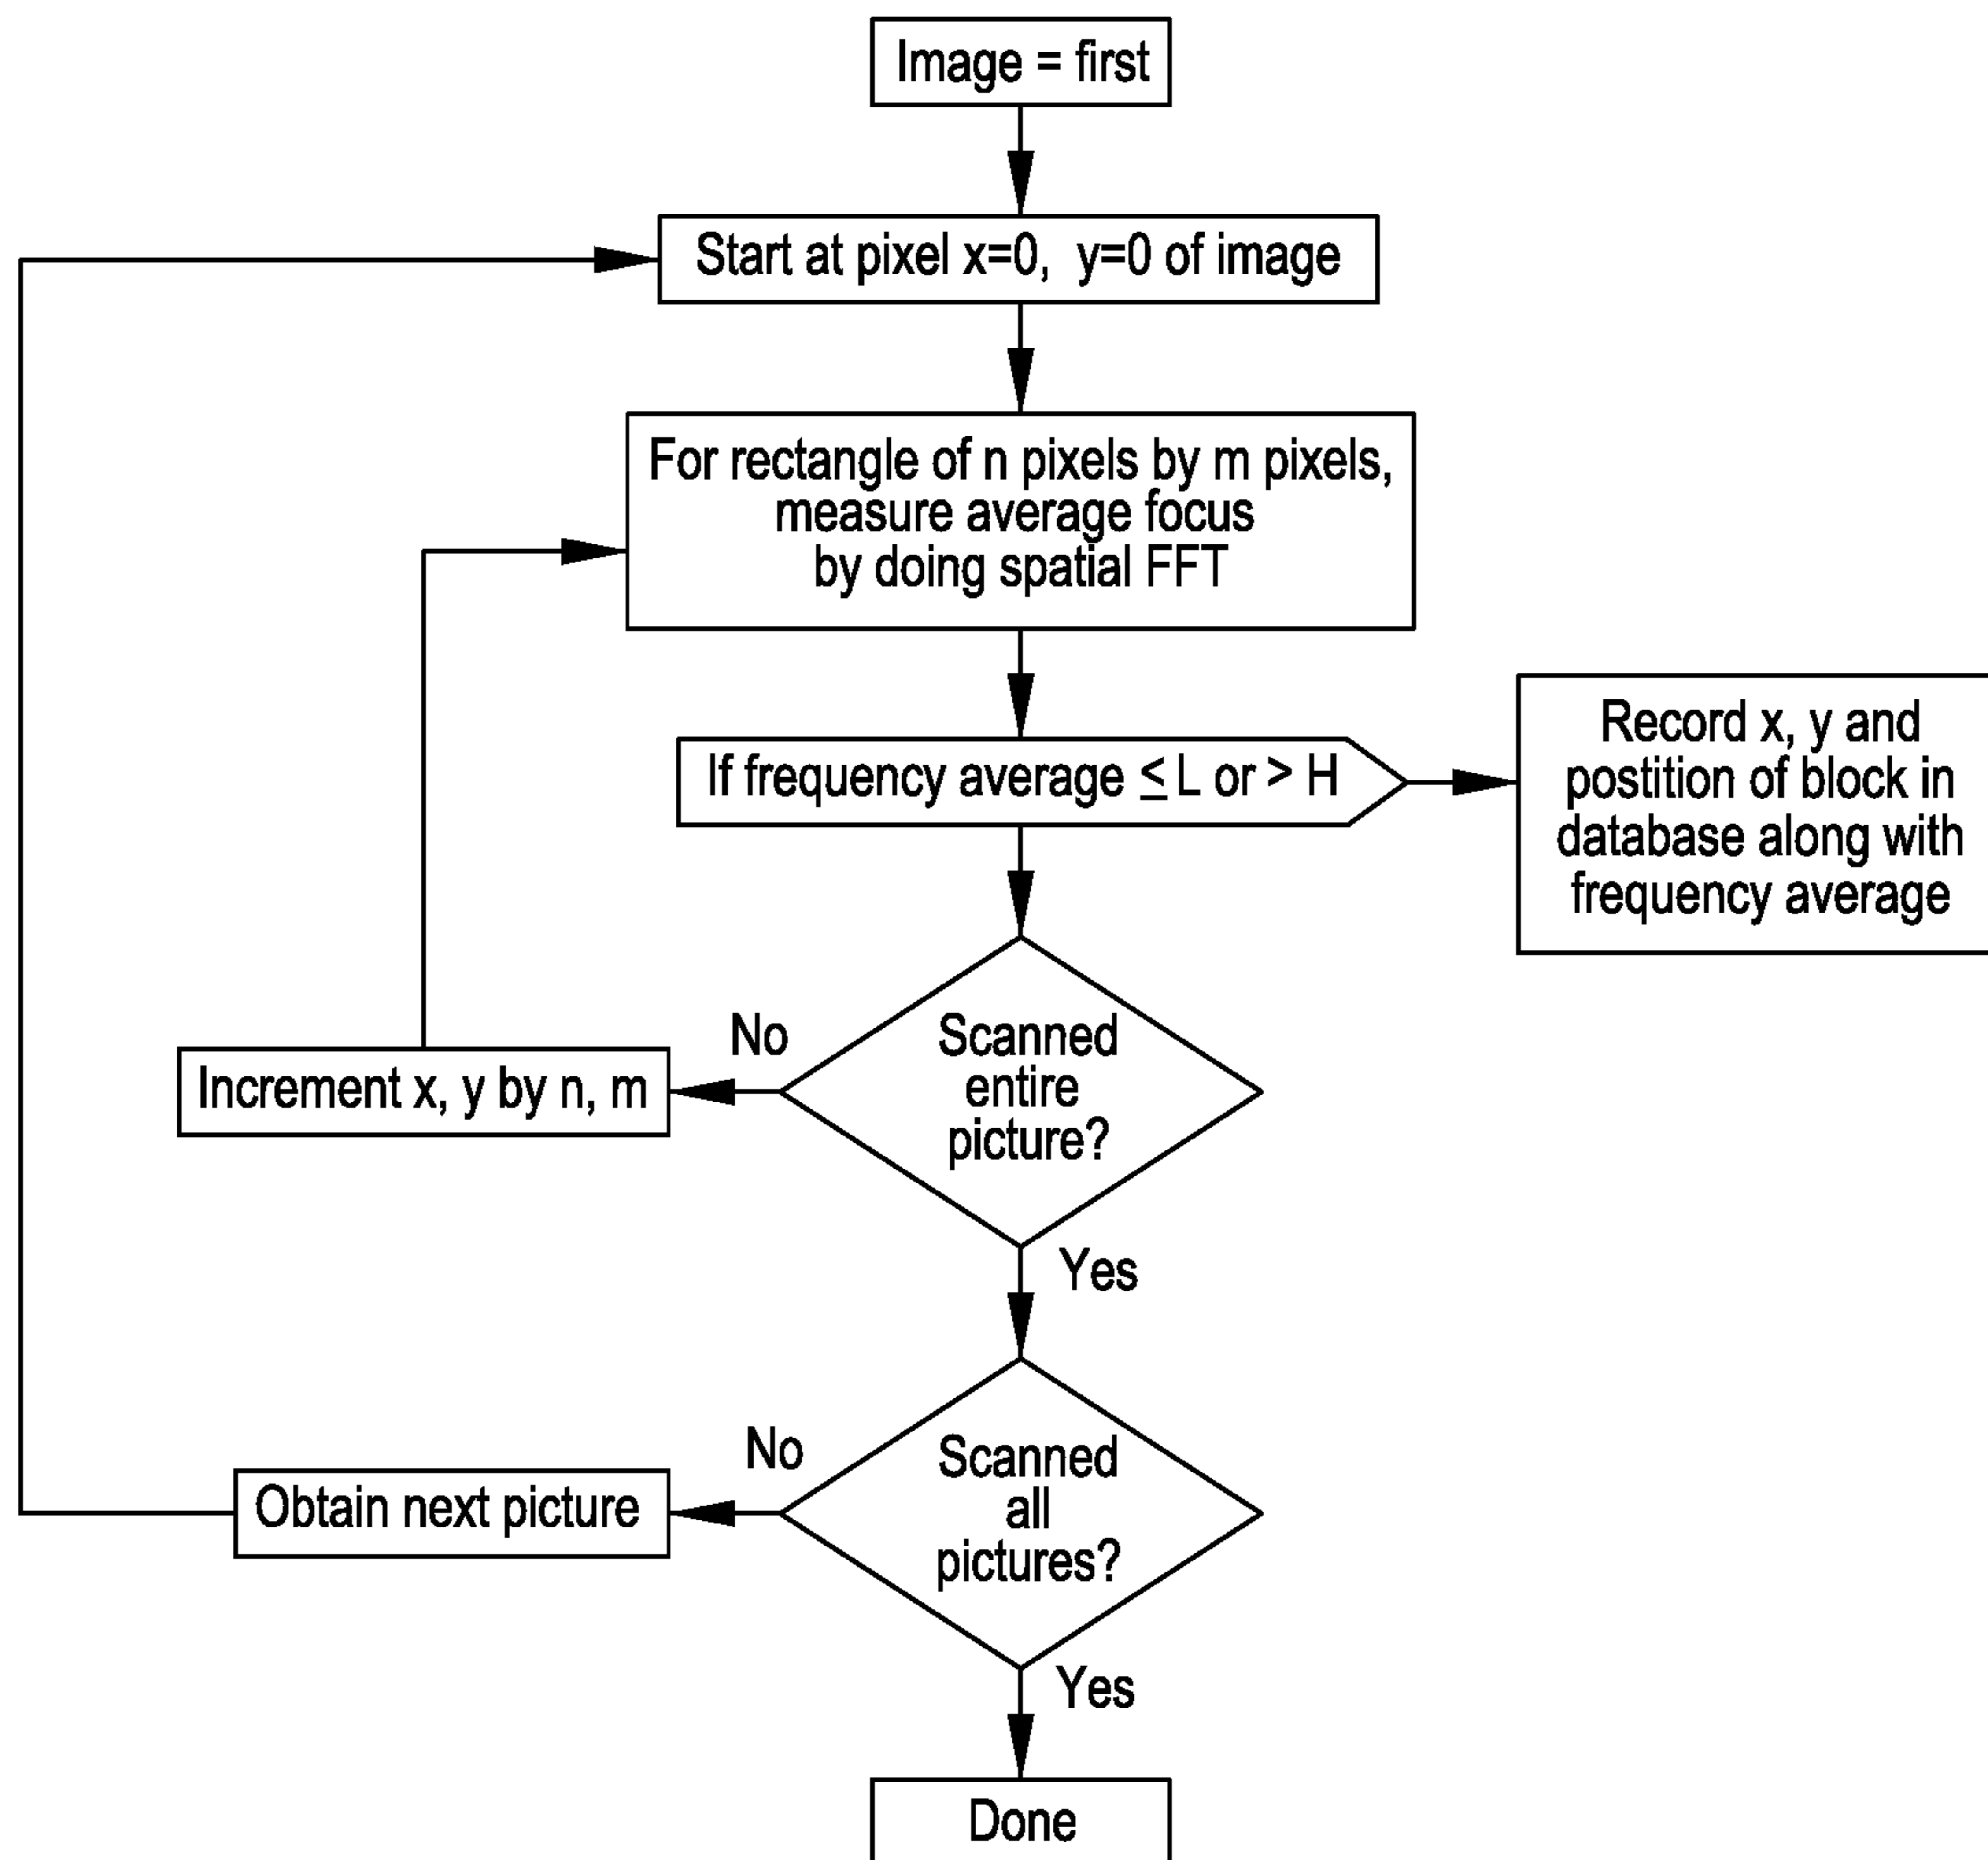 Image = first
Start at pixel x=0, y=0 of image
For rectangle of n pixels by m pixels,
measure average focus
by doing spatial FFT
If frequency average ≤ L or > H
Record x, y and
postition of block in
database along with
frequency average
No
Scanned
entire
picture?
Increment x, y by n, m
Yes
No
Scanned
all
pictures?
Obtain next picture
Yes
Done